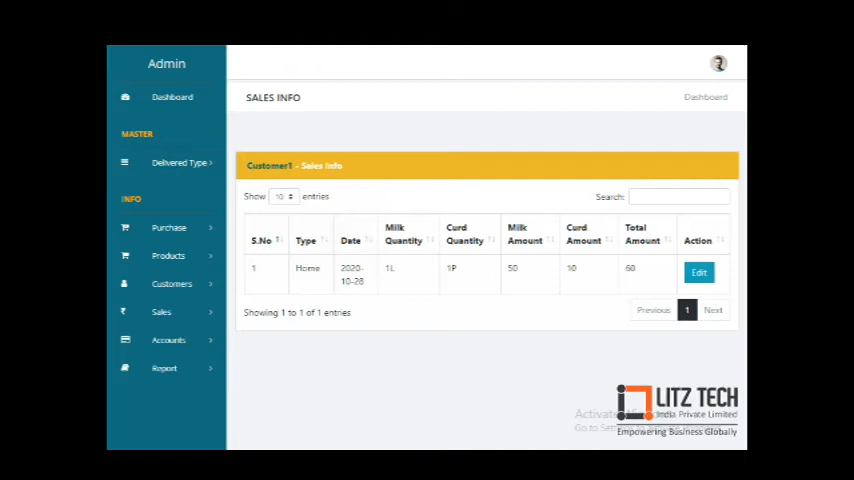 Admin
Dashboard
MASTER
Delivered Type
INFO
Purchase
Products
Customers
Sales
Accounts
Report
SALES INFO
Dashboard
Customer1 - Sales Info
Show 10 entries
Search:
S.No Type Date Milk Quantity Curd Quantity Milk Amount Curd Amount Total Amount Action
1 Home 2020-10-28 1L 1P 50 10 60 Edit
Showing 1 to 1 of 1 entries
Previous 1 Next
LITZ TECH
India Private Limited
Empowering Business Globally
Activate
Go to